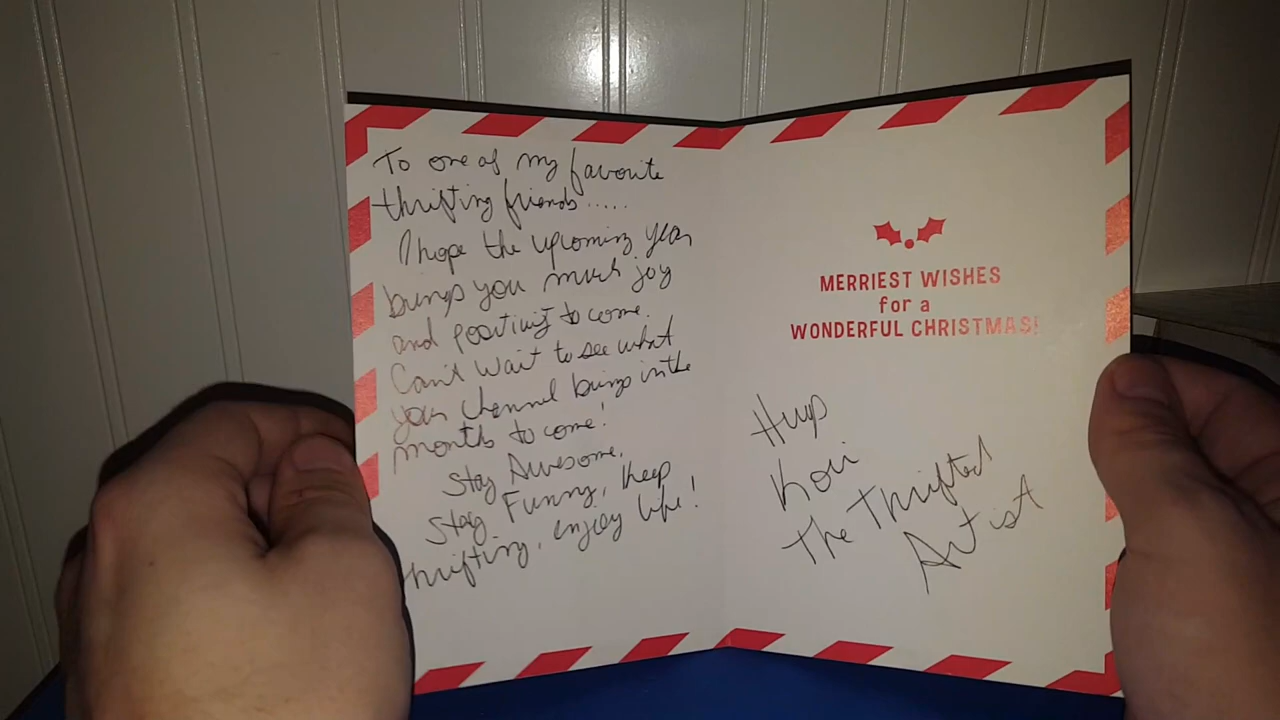 To one of my favorite
thrifting friends.....
I hope the upcoming year
brings you much joy
and to come.
Can't wait to see what
your channel brings in the
months to come!
Stay Awesome,
Stay Funny, keep
thrifting, enjoy life!
MERRIEST WISHES
for a
WONDERFUL CHRISTMAS!
Hugs
The Thrifted
Artist